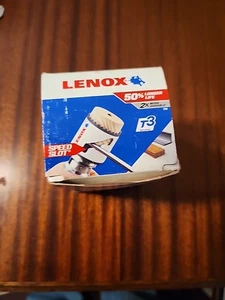 LENOX
50% LONGER
LIFE
2X
T3
SPEED
SLOT